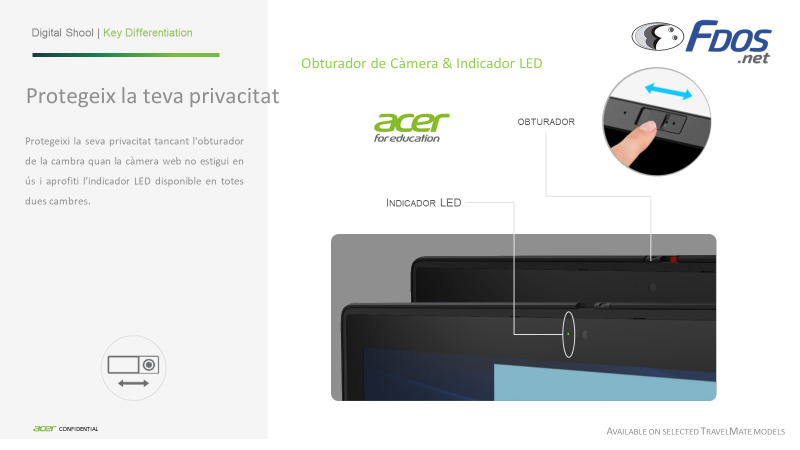 Digital Shool | Key Differentiation
FDOS
.net
Obturador de Càmera & Indicador LED
Protegeix la teva privacitat
acer
for education
OBTURADOR
Protegeixi la seva privacitat tancant l'obturador
de la cambra quan la càmera web no estigui en
ús i aprofiti l'indicador LED disponible en totes
dues cambres.
INDICADOR LED
acer CONFIDENTIAL
AVAILABLE ON SELECTED TRAVELMATE MODELS